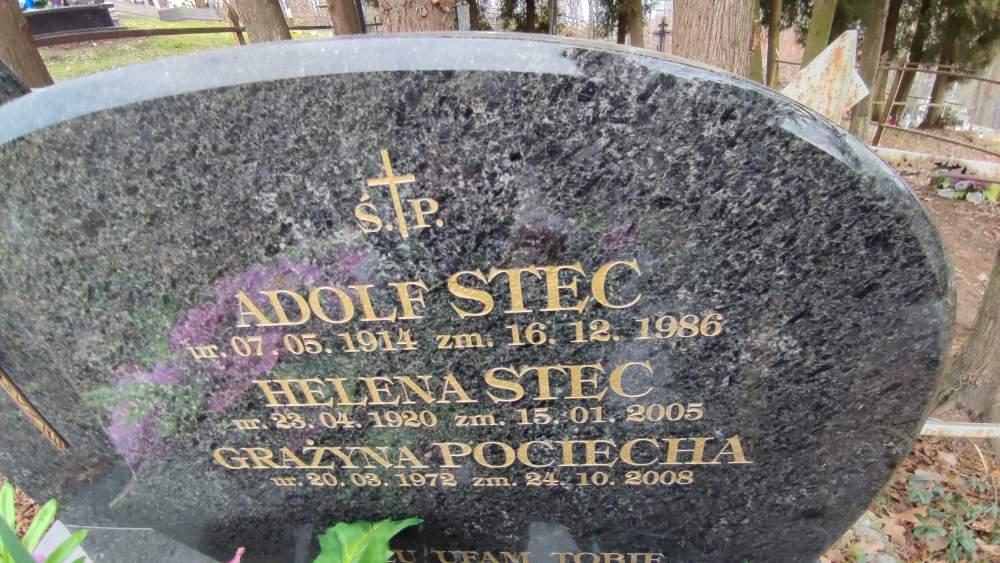 Ś.P.
ADOLF STEC
ur. 07. 05. 1914 zm. 16. 12. 1986
HELENA STEC
ur. 23. 04. 1920 zm. 15. 01. 2005
GRAŻYNA POCIECHA
ur. 20. 03. 1972 zm. 24. 10. 2008
UFAM TOBIE